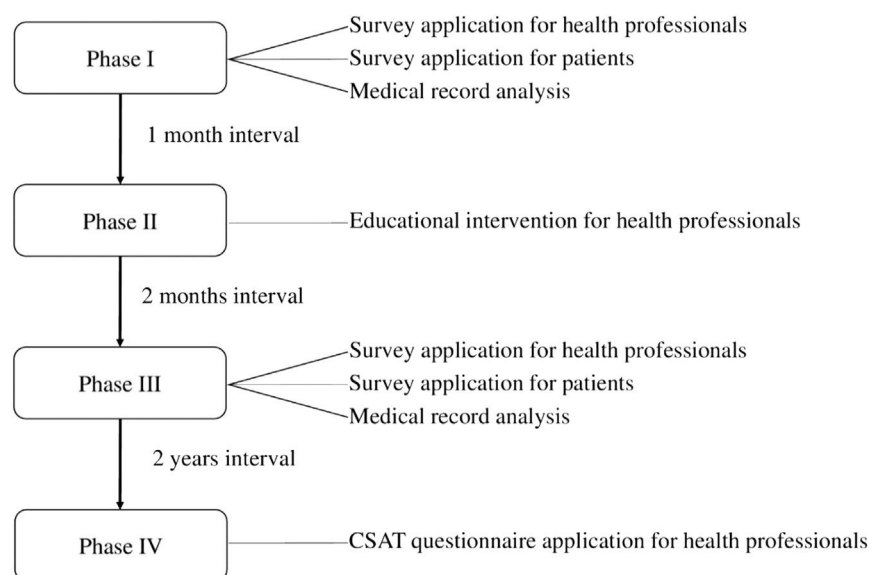 Survey application for health professionals
Phase I
Survey application for patients
Medical record analysis
1 month interval
Phase II
Educational intervention for health professionals
2 months interval
Survey application for health professionals
Phase III
Survey application for patients
Medical record analysis
2 years interval
Phase IV
CSAT questionnaire application for health professionals